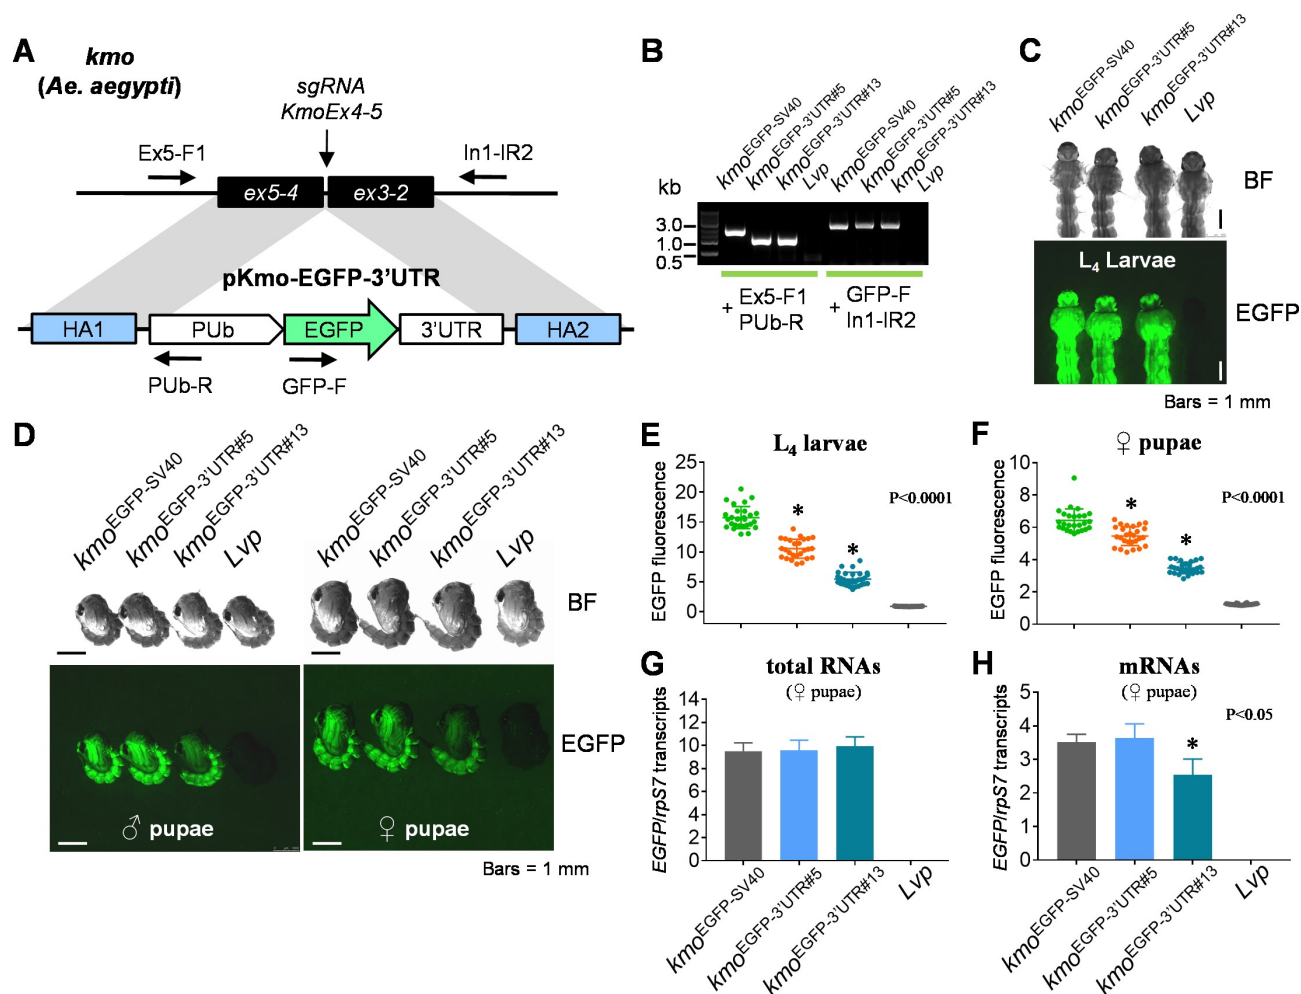 A
kmo
(Ae. aegypti)
sgRNA
KmoEx4-5
Ex5-F1
In1-IR2
ex5-4
ex3-2
pKmo-EGFP-3'UTR
HA1
PUb
EGFP
3'UTR
HA2
PUb-R
GFP-F
B
kmoEGFP-SV40
kmoEGFP-3'UTR#5
kmoEGFP-3'UTR#13
Lvp
kmoEGFP-SV40
kmoEGFP-3'UTR#5
kmoEGFP-3'UTR#13
Lvp
kb
3.0
1.0
0.5
+ Ex5-F1
PUb-R
+ GFP-F
In1-IR2
C
kmoEGFP-SV40
kmoEGFP-3'UTR#5
kmoEGFP-3'UTR#13
Lvp
BF
L4 Larvae
EGFP
Bars = 1 mm
D
kmoEGFP-SV40
kmoEGFP-3'UTR#5
kmoEGFP-3'UTR#13
Lvp
kmoEGFP-SV40
kmoEGFP-3'UTR#5
kmoEGFP-3'UTR#13
Lvp
BF
EGFP
♂ pupae
♀ pupae
Bars = 1 mm
E
L4 larvae
EGFP fluorescence
25
20
15
10
5
0
*
*
P<0.0001
F
♀ pupae
EGFP fluorescence
10
8
6
4
2
0
*
*
P<0.0001
G
total RNAs
(♀ pupae)
EGFP/rpS7 transcripts
14
12
10
8
6
4
2
0
kmoEGFP-SV40
kmoEGFP-3'UTR#5
kmoEGFP-3'UTR#13
Lvp
H
mRNAs
(♀ pupae)
EGFP/rpS7 transcripts
5
4
3
2
1
0
*
P<0.05
kmoEGFP-SV40
kmoEGFP-3'UTR#5
kmoEGFP-3'UTR#13
Lvp